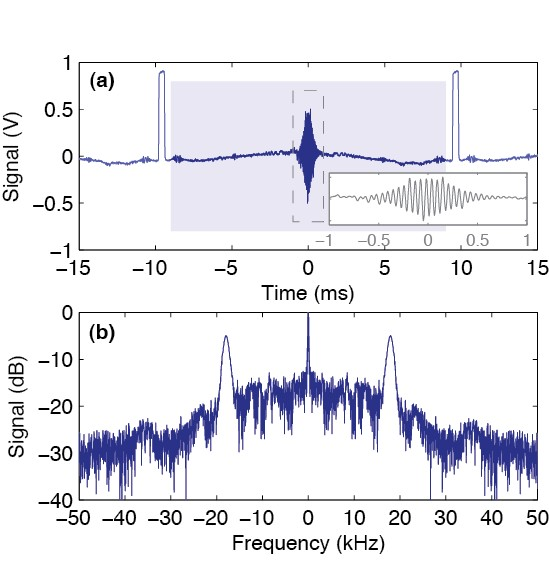 (a)
Signal (V)
1
0.5
0
−0.5
−1
−1 −0.5 0 0.5 1
−15 −10 −5 0 5 10 15
Time (ms)
(b)
Signal (dB)
0
−10
−20
−30
−40
−50 −40 −30 −20 −10 0 10 20 30 40 50
Frequency (kHz)